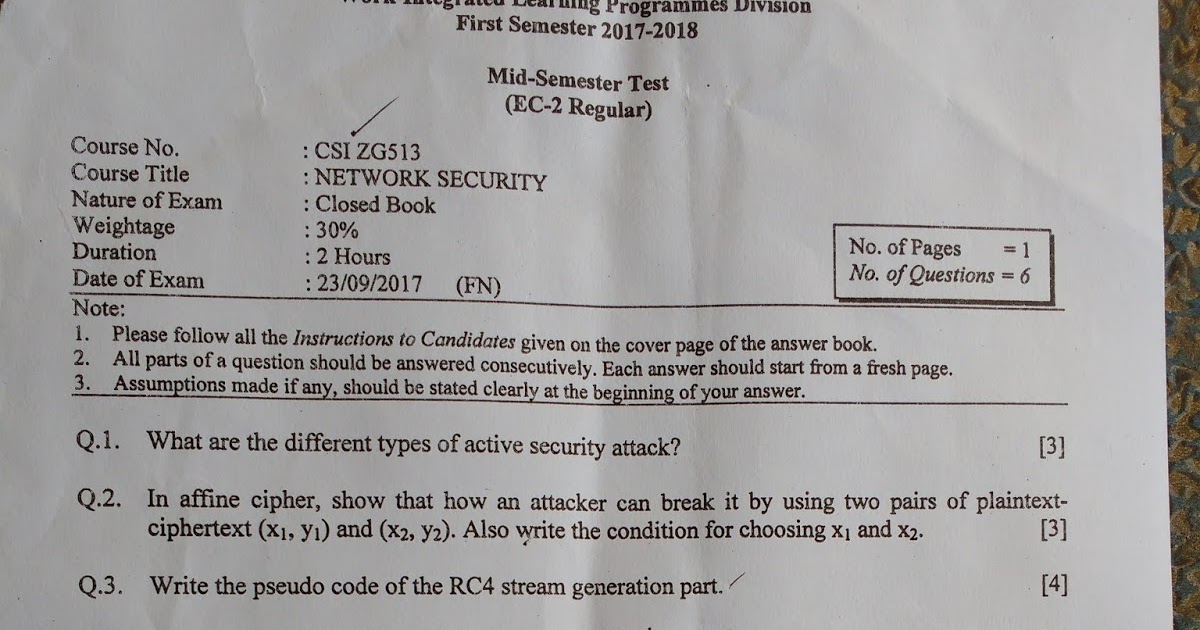 Work Integrated Learning Programmes Division
First Semester 2017-2018
Mid-Semester Test
(EC-2 Regular)
Course No. : CSI ZG513
Course Title : NETWORK SECURITY
Nature of Exam : Closed Book
Weightage : 30%
Duration : 2 Hours
Date of Exam : 23/09/2017 (FN)
No. of Pages = 1
No. of Questions = 6
Note:
1. Please follow all the Instructions to Candidates given on the cover page of the answer book.
2. All parts of a question should be answered consecutively. Each answer should start from a fresh page.
3. Assumptions made if any, should be stated clearly at the beginning of your answer.
Q.1. What are the different types of active security attack? [3]
Q.2. In affine cipher, show that how an attacker can break it by using two pairs of plaintext-
ciphertext (x₁, y₁) and (x₂, y₂). Also write the condition for choosing x₁ and x₂. [3]
Q.3. Write the pseudo code of the RC4 stream generation part. [4]